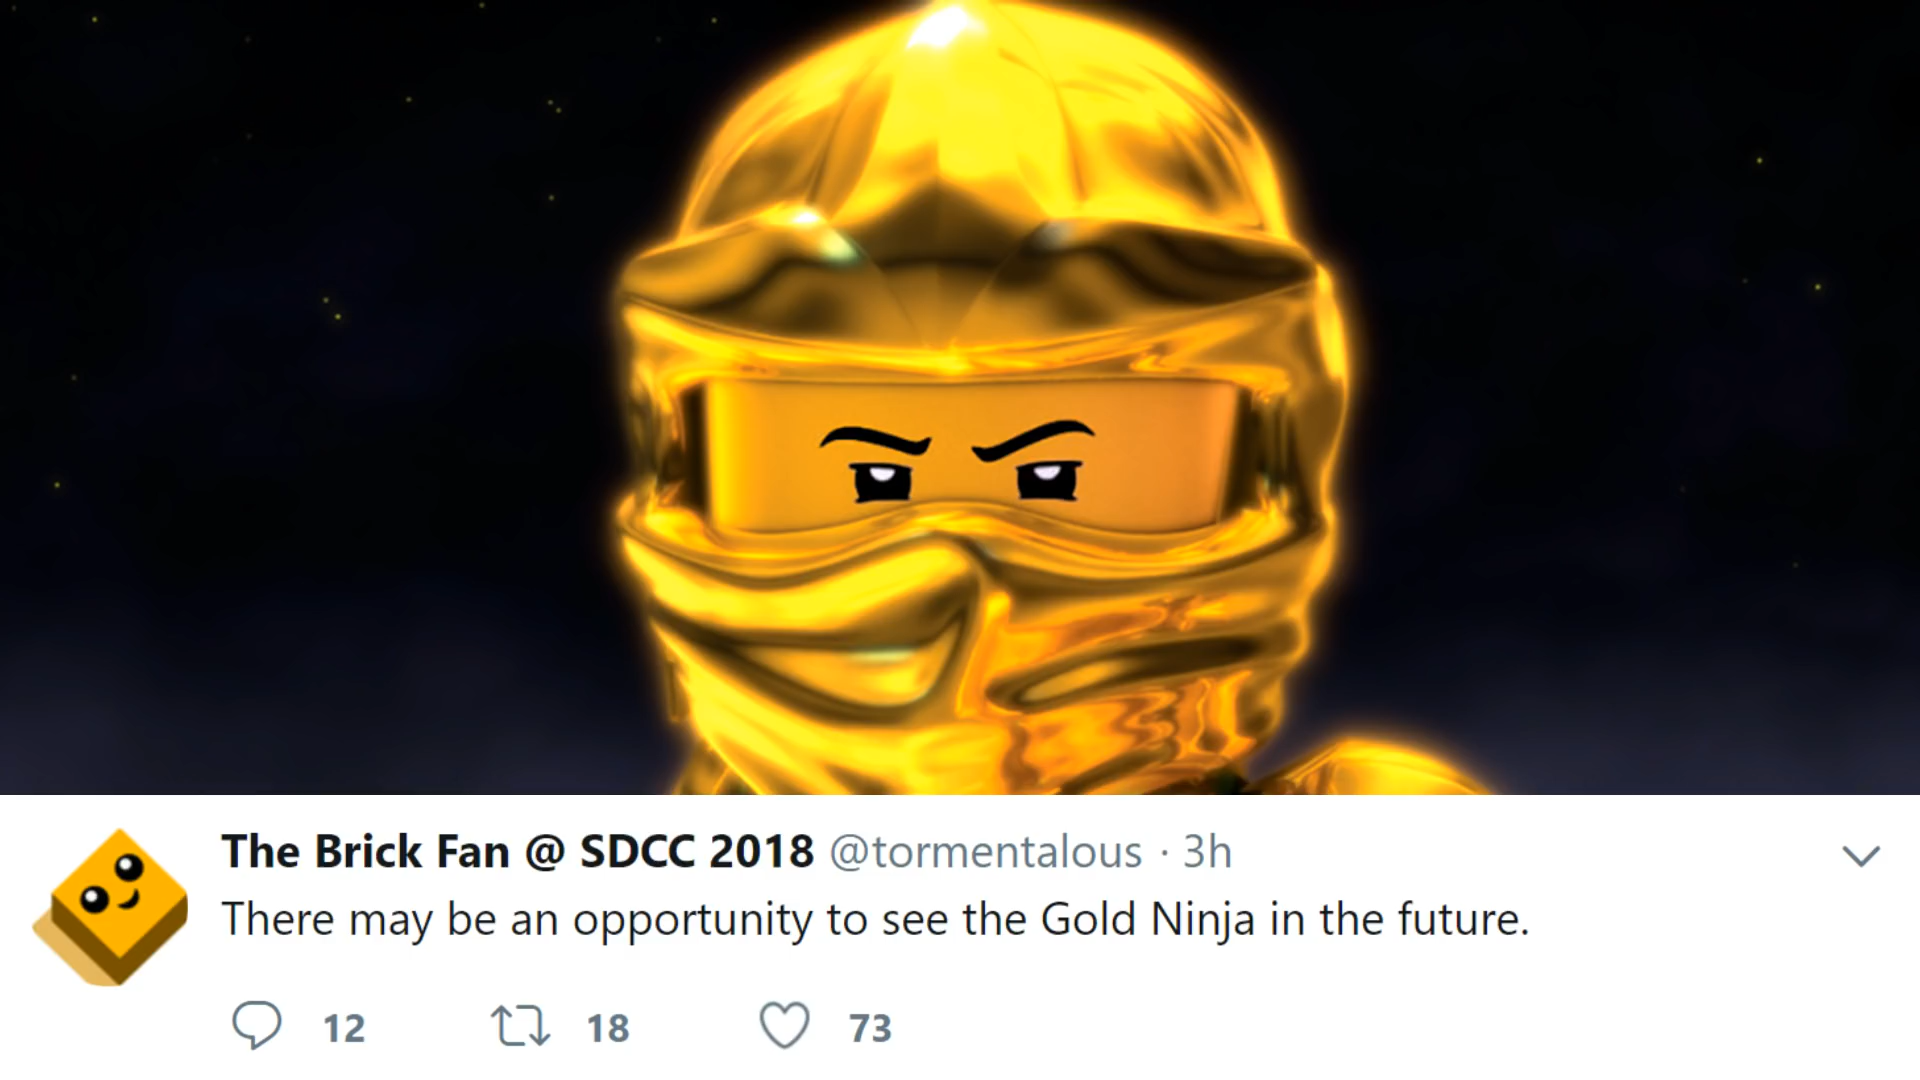 The Brick Fan @ SDCC 2018 @tormentalous · 3h
There may be an opportunity to see the Gold Ninja in the future.
12 18 73